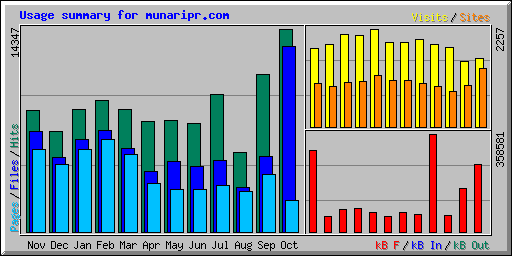 Usage summary for munaripr.com
Visits/Sites
14347
2257
Pages/Files/Hits
358581
Nov Dec Jan Feb Mar Apr May Jun Jul Aug Sep Oct
kB F/kB In/kB Out